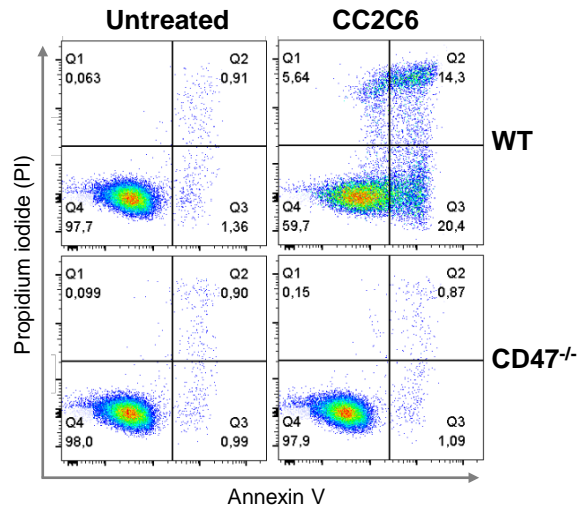 Untreated
CC2C6
Q1
0,063
Q2
0,91
Q4
97,7
Q3
1,36
Q1
5,64
Q2
14,3
Q4
59,7
Q3
20,4
WT
Q1
0,099
Q2
0,90
Q4
98,0
Q3
0,99
Q1
0,15
Q2
0,87
Q4
97,9
Q3
1,09
CD47-/-
Propidium iodide (PI)
Annexin V